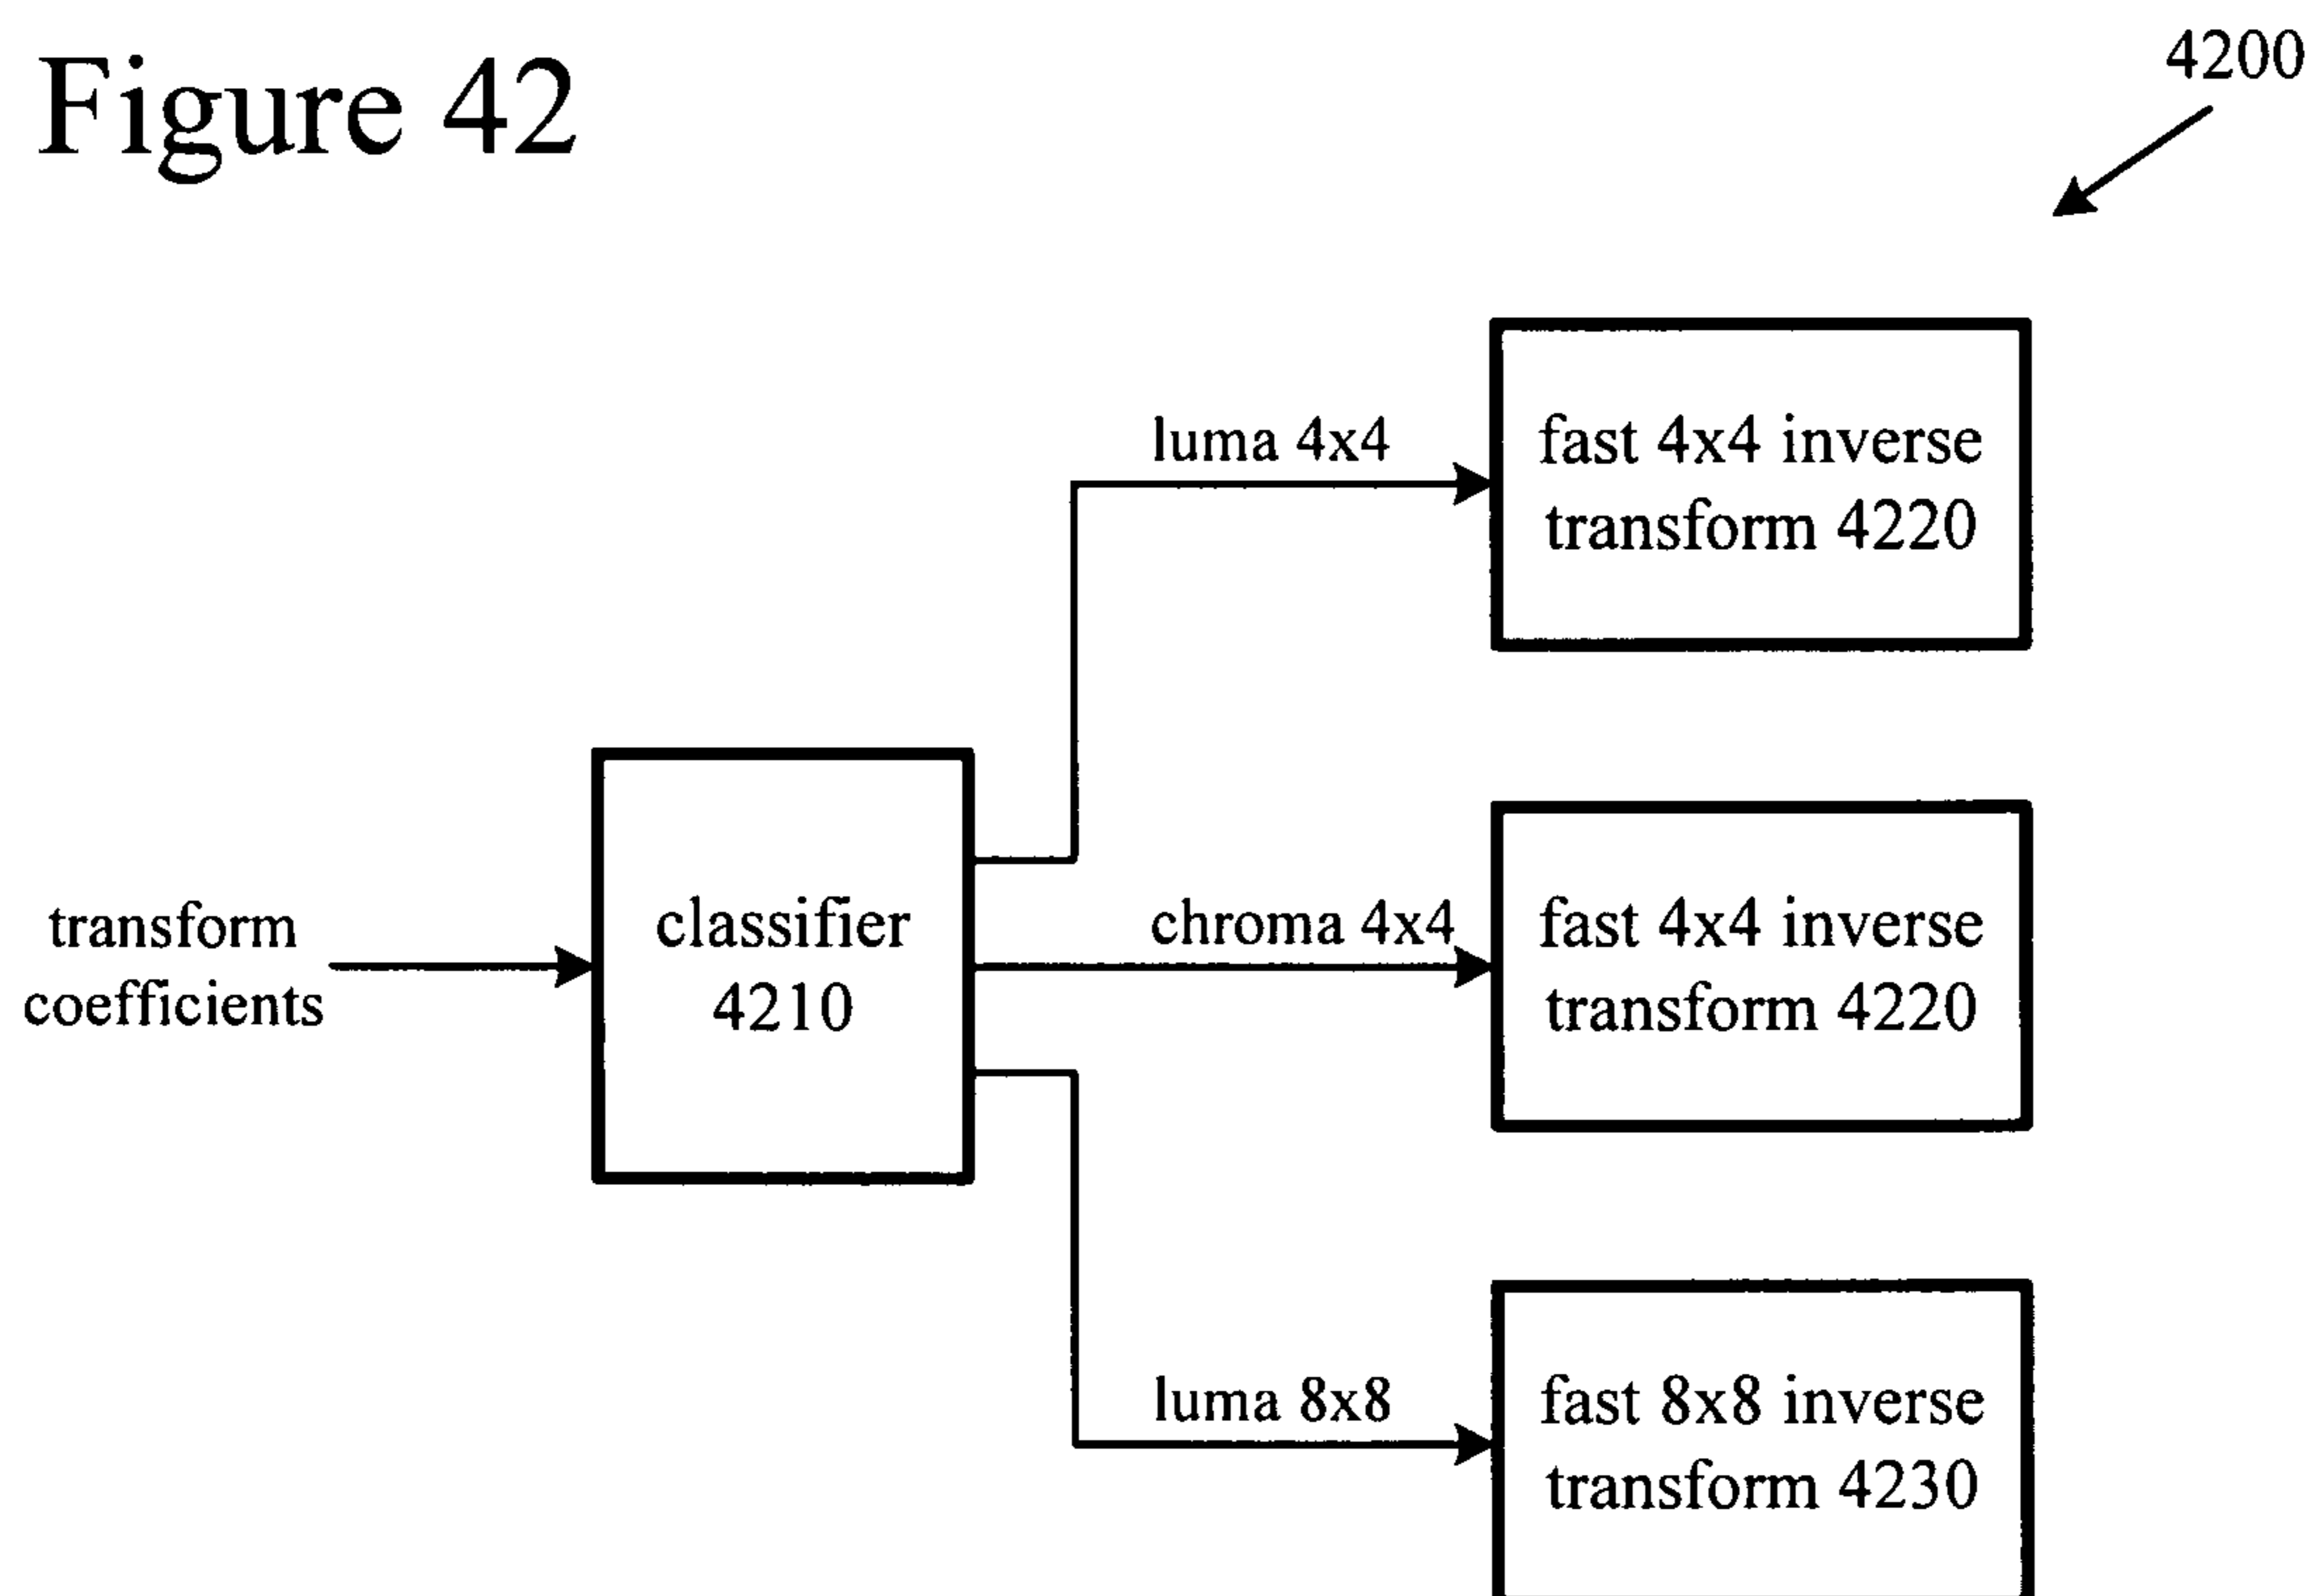 Figure 42
4200
luma 4x4
fast 4x4 inverse
transform 4220
transform
coefficients
classifier
4210
chroma 4x4
fast 4x4 inverse
transform 4220
luma 8x8
fast 8x8 inverse
transform 4230